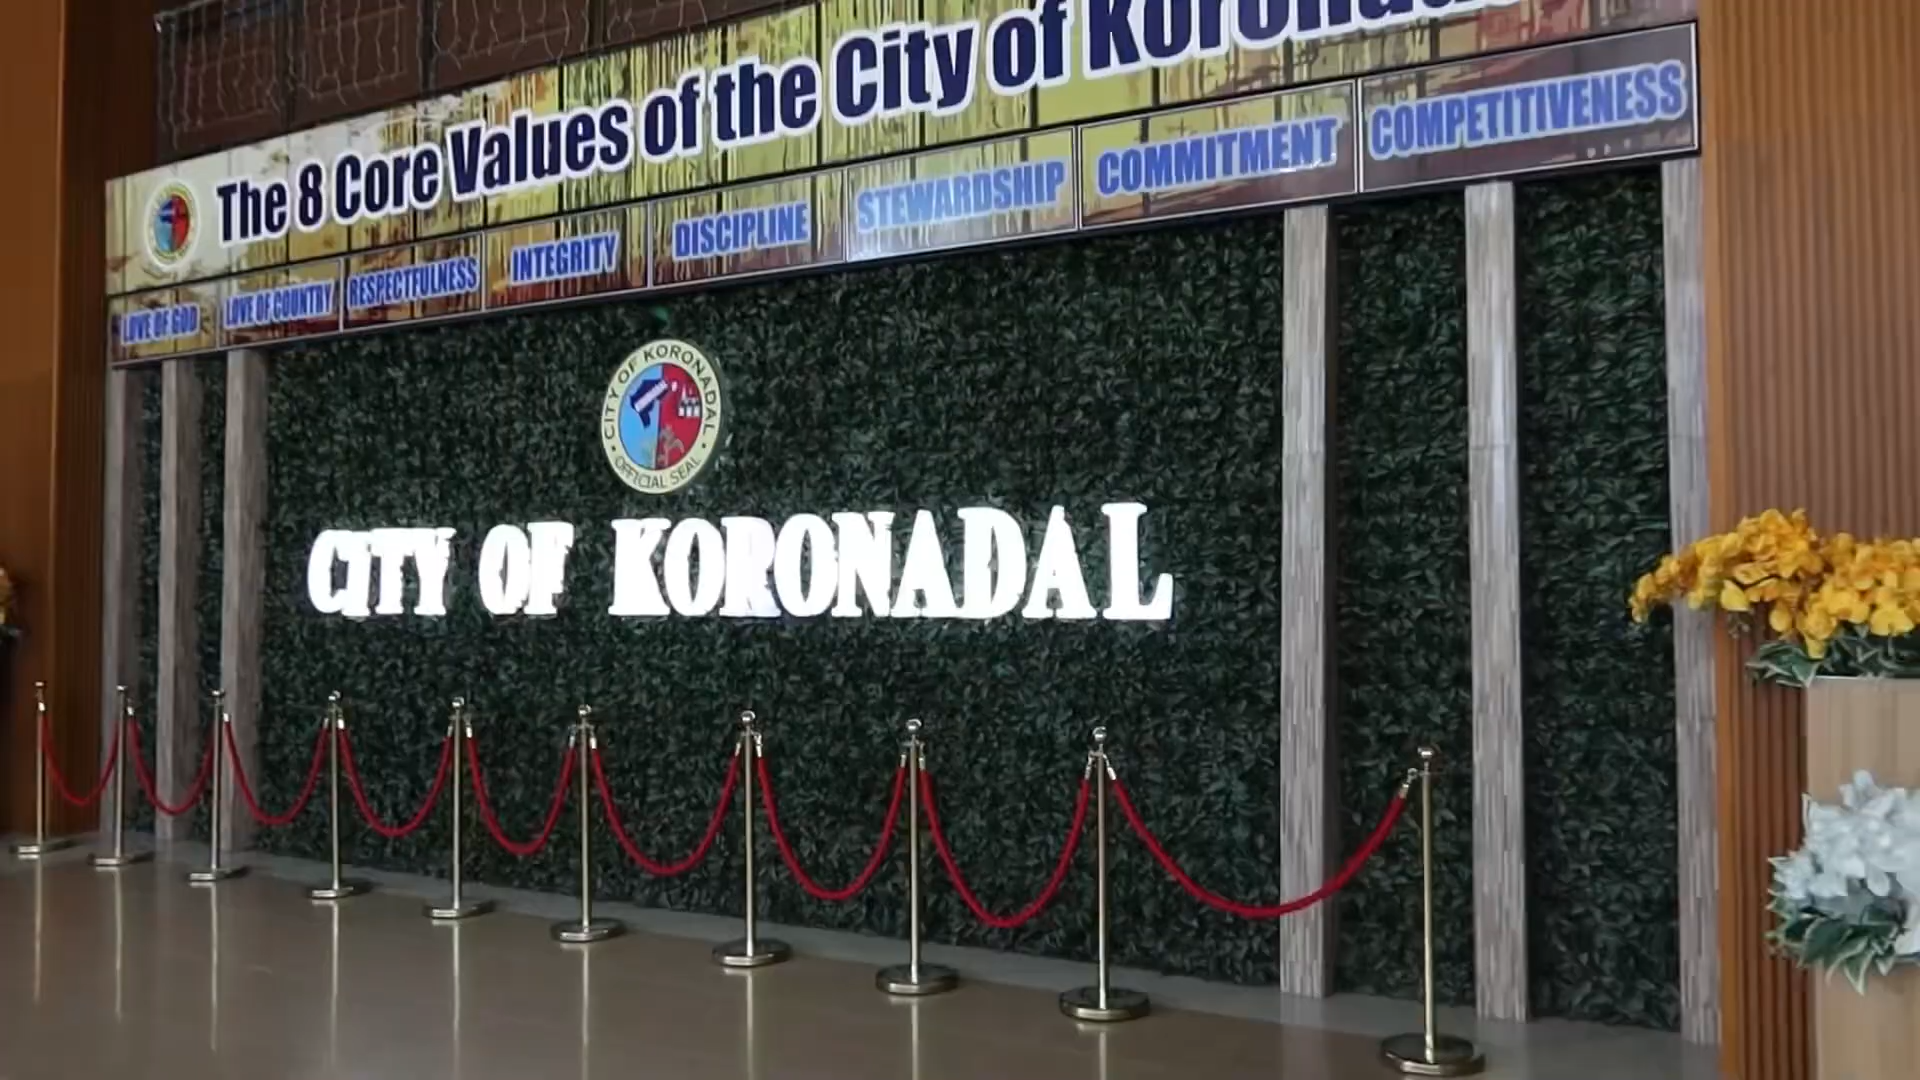 The 8 Core Values of the City of Koronadal
LOVE OF GOD
LOVE OF COUNTRY
RESPECTFULNESS
INTEGRITY
DISCIPLINE
STEWARDSHIP
COMMITMENT
COMPETITIVENESS
CITY OF KORONADAL
OFFICIAL SEAL
CITY OF KORONADAL